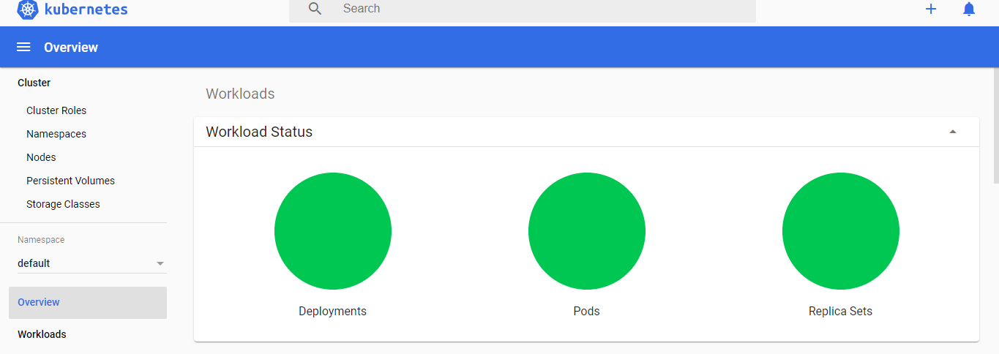 kubernetes
Search
Overview
Cluster
Cluster Roles
Namespaces
Nodes
Persistent Volumes
Storage Classes
Namespace
default
Overview
Workloads
Workloads
Workload Status
Deployments
Pods
Replica Sets